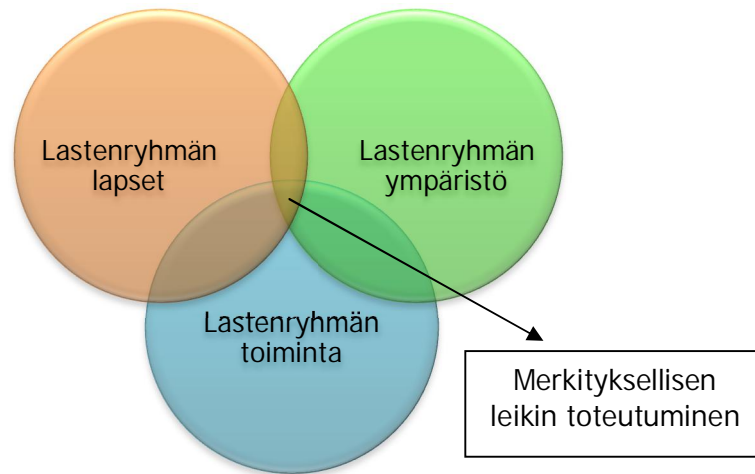 Lastenryhmän
lapset
Lastenryhmän
ympäristö
Lastenryhmän
toiminta
Merkityksellisen
leikin toteutuminen